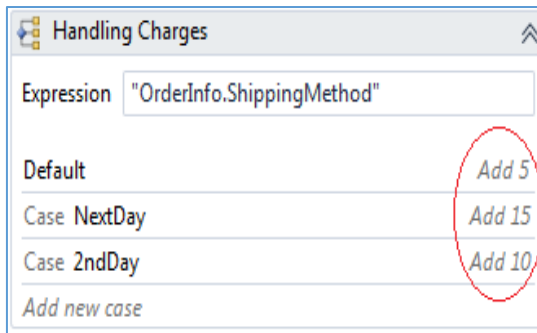 Handling Charges
Expression "OrderInfo.ShippingMethod"
Default Add 5
Case NextDay Add 15
Case 2ndDay Add 10
Add new case